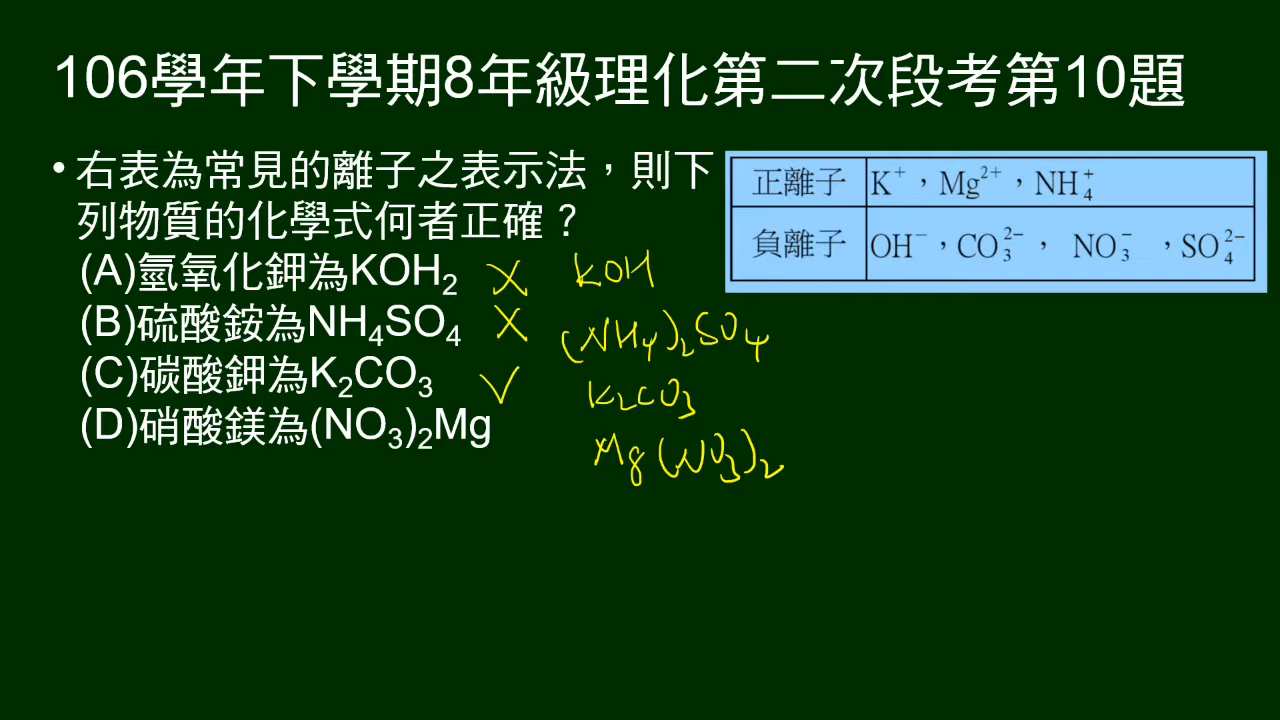 106學年下學期8年級理化第二次段考第10題
•右表為常見的離子之表示法，則下
列物質的化學式何者正確？
(A)氫氧化鉀為KOH₂ X KOH
(B)硫酸銨為NH₄SO₄ X (NH₄)₂SO₄
(C)碳酸鉀為K₂CO₃ ✓ K₂CO₃
(D)硝酸鎂為(NO₃)₂Mg Mg(NO₃)₂
正離子 K⁺，Mg²⁺，NH₄⁺
負離子 OH⁻，CO₃²⁻， NO₃⁻ ，SO₄²⁻